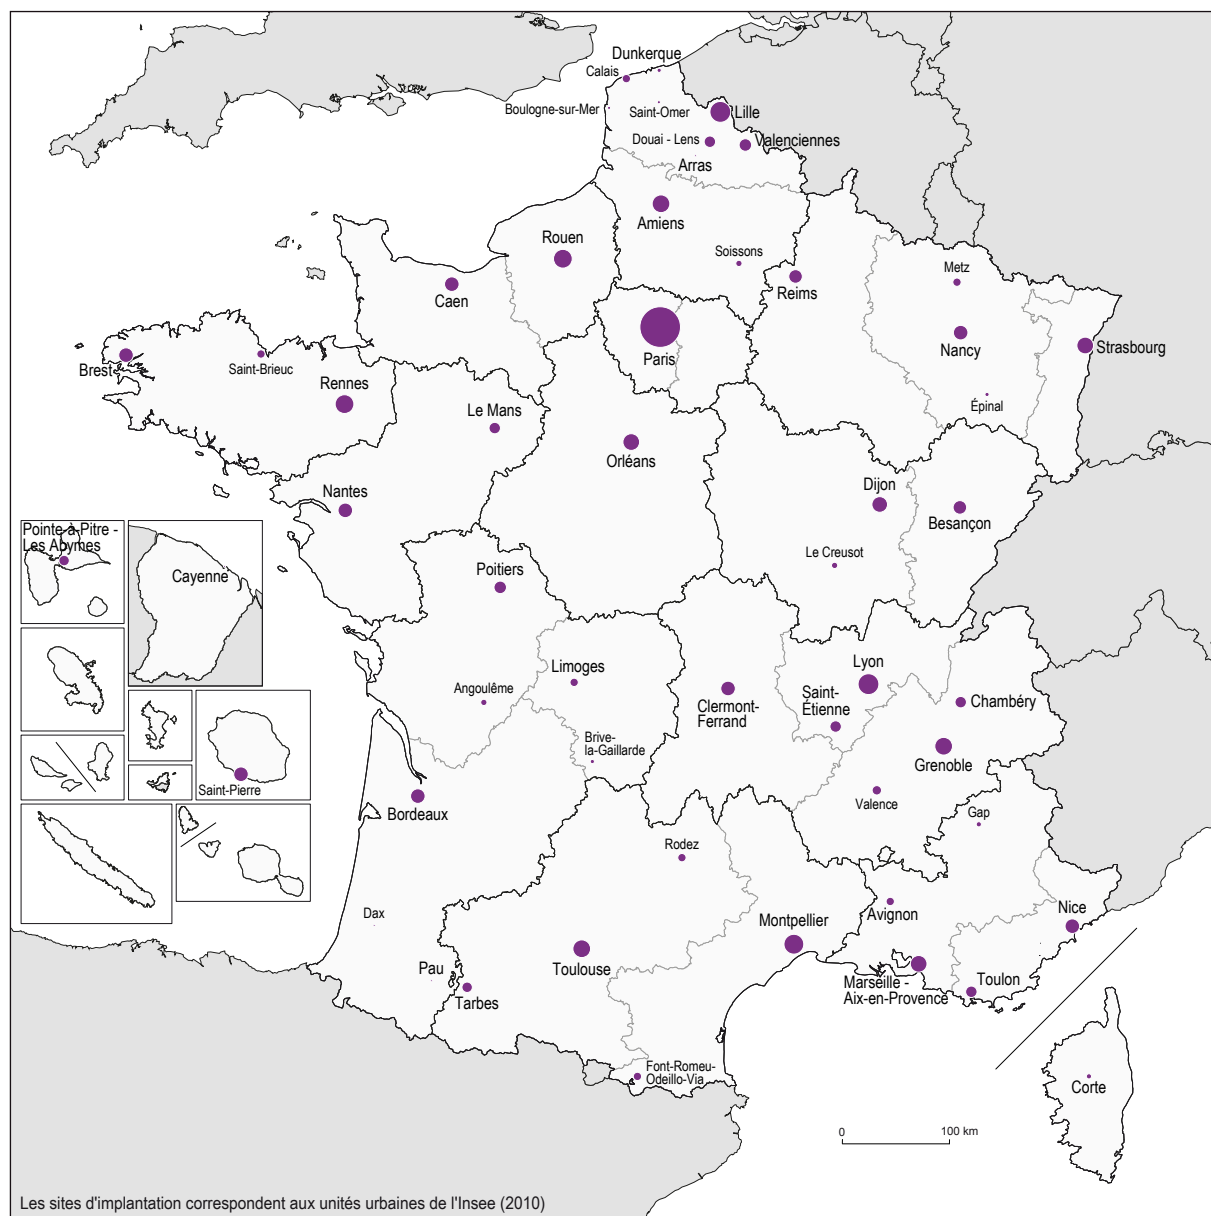 Dunkerque
Calais
Boulogne-sur-Mer
Saint-Omer
Lille
Douai - Lens
Valenciennes
Arras
Amiens
Rouen
Soissons
Metz
Reims
Caen
Nancy
Strasbourg
Paris
Brest
Saint-Brieuc
Rennes
Épinal
Le Mans
Orléans
Dijon
Nantes
Besançon
Pointe-à-Pitre -
Les Abymes
Cayenne
Le Creusot
Poitiers
Limoges
Lyon
Angoulême
Clermont-
Ferrand
Saint-
Étienne
Chambéry
Brive-
la-Gaillarde
Grenoble
Saint-Pierre
Bordeaux
Valence
Gap
Rodez
Dax
Avignon
Nice
Montpellier
Toulouse
Pau
Tarbes
Marseille -
Aix-en-Provence
Toulon
Font-Romeu-
Odeillo-Via
Corte
0
100 km
Les sites d'implantation correspondent aux unités urbaines de l'Insee (2010)